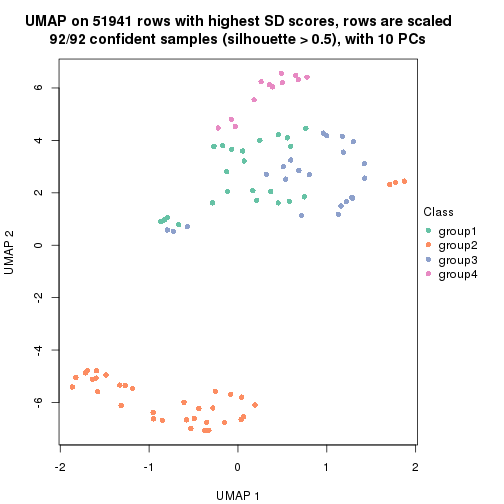 UMAP on 51941 rows with highest SD scores, rows are scaled
92/92 confident samples (silhouette > 0.5), with 10 PCs
6
4
2
0
-2
-4
-6
UMAP 2
-2
-1
0
1
2
UMAP 1
Class
group1
group2
group3
group4